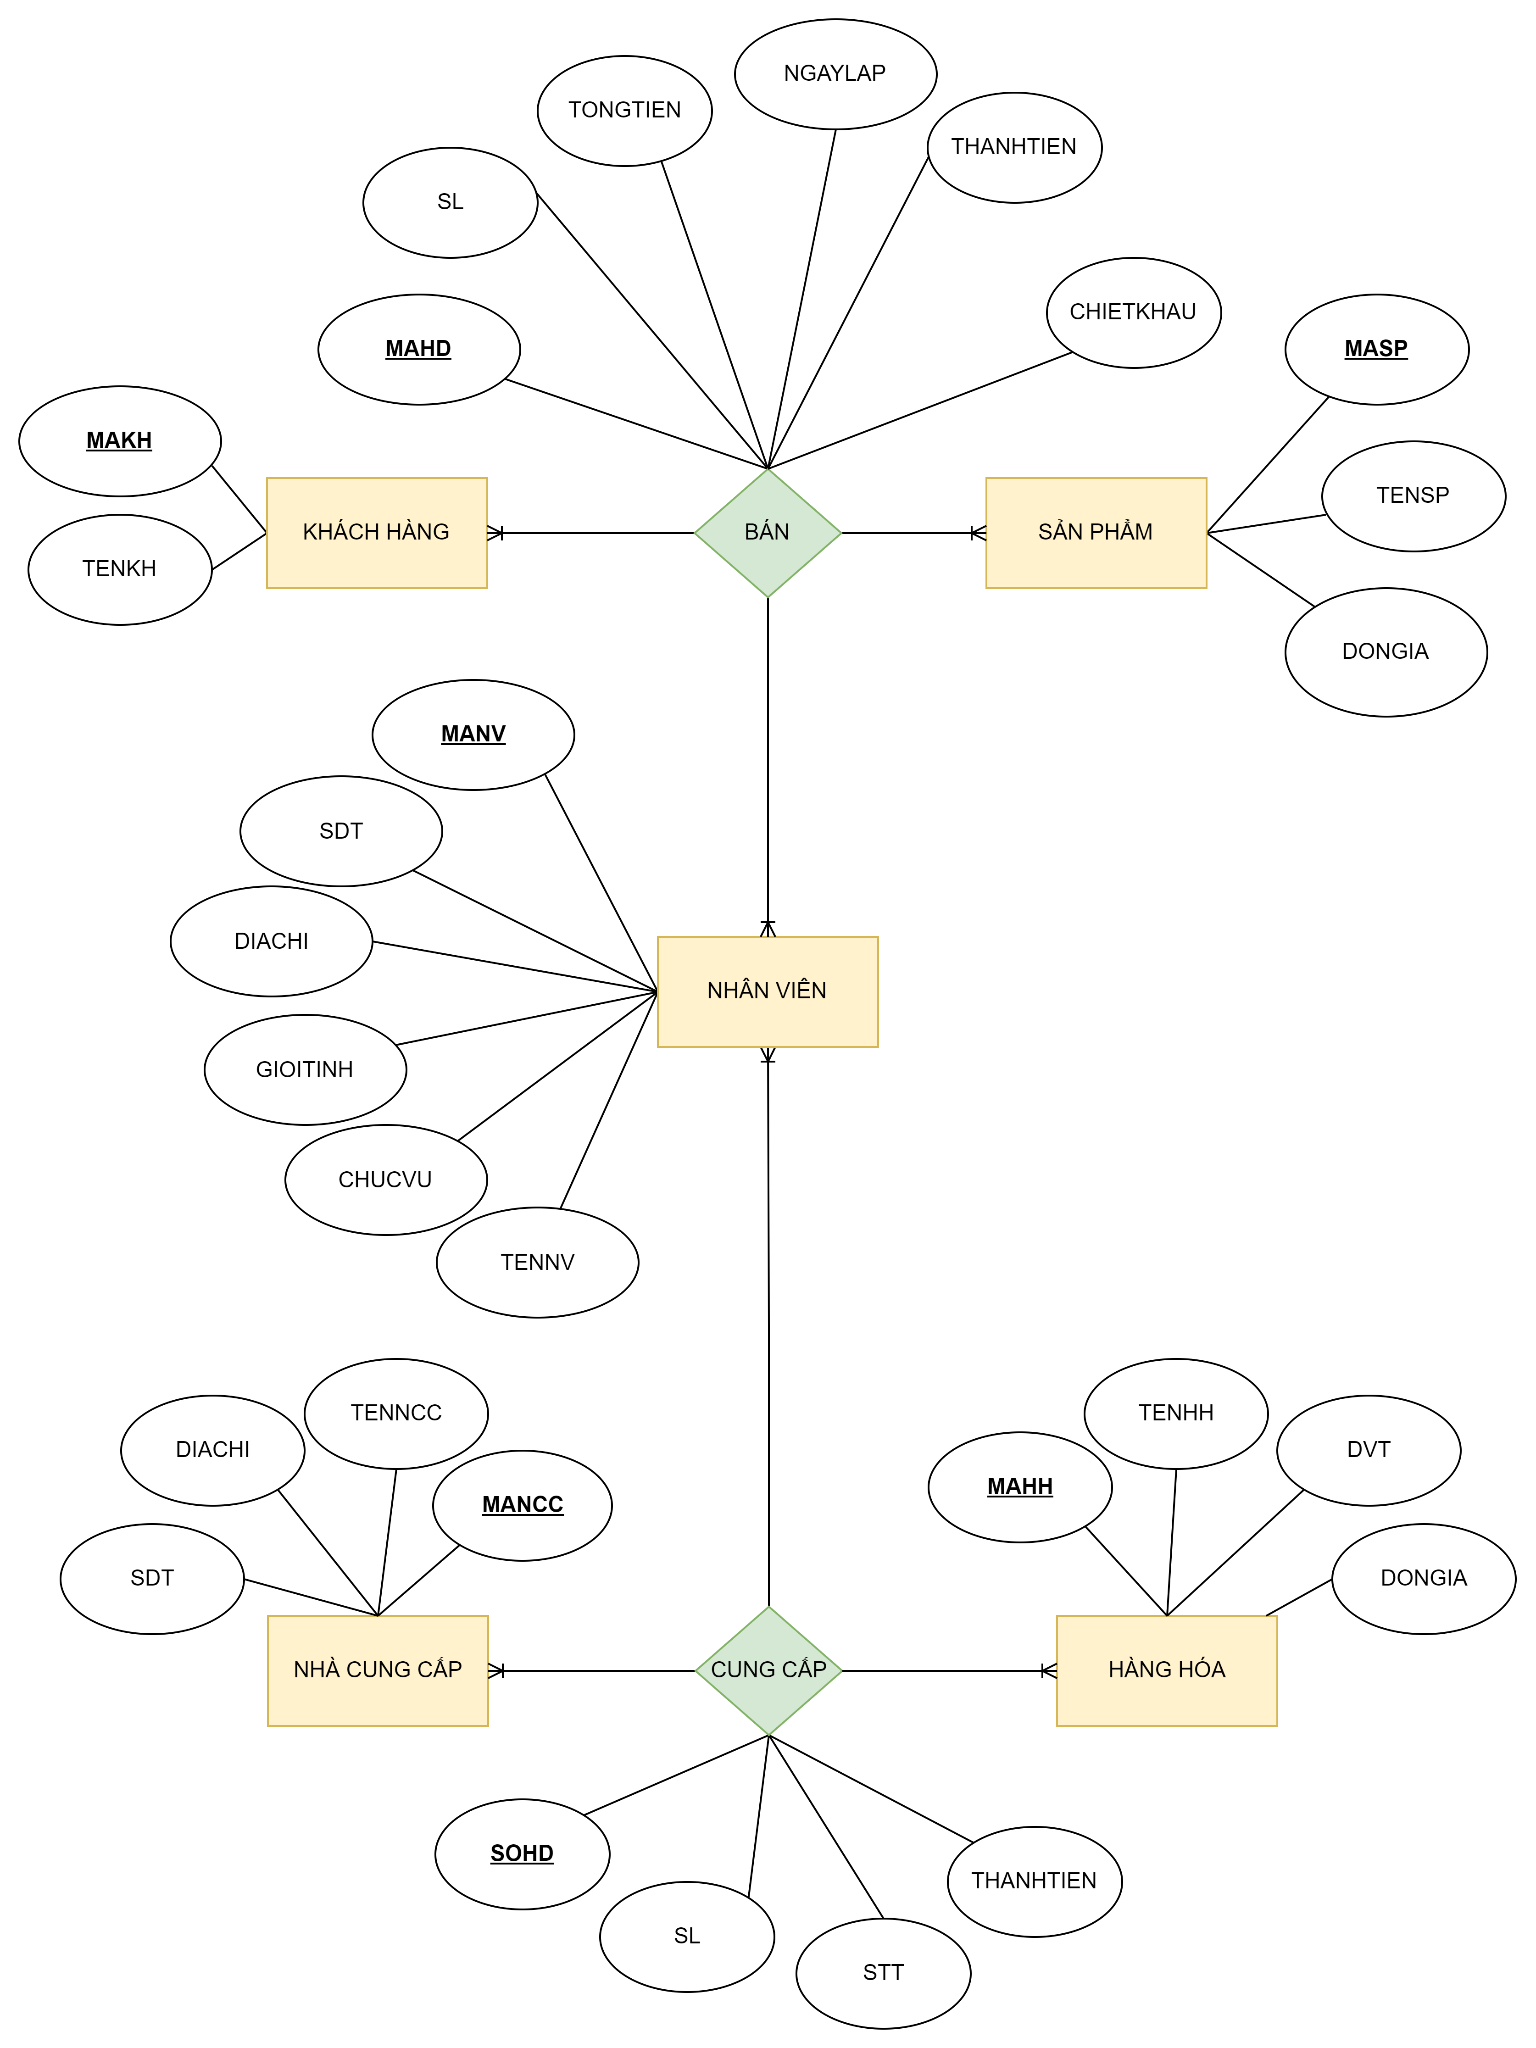 NGAYLAP
TONGTIEN
THANHTIEN
SL
CHIETKHAU
MAHD
MASP
MAKH
TENSP
KHÁCH HÀNG
BÁN
SẢN PHẨM
TENKH
DONGIA
MANV
SDT
DIACHI
NHÂN VIÊN
GIOITINH
CHUCVU
TENNV
TENNCC
TENHH
DIACHI
DVT
MANCC
MAHH
SDT
DONGIA
NHÀ CUNG CẤP
CUNG CẤP
HÀNG HÓA
SOHD
THANHTIEN
SL
STT